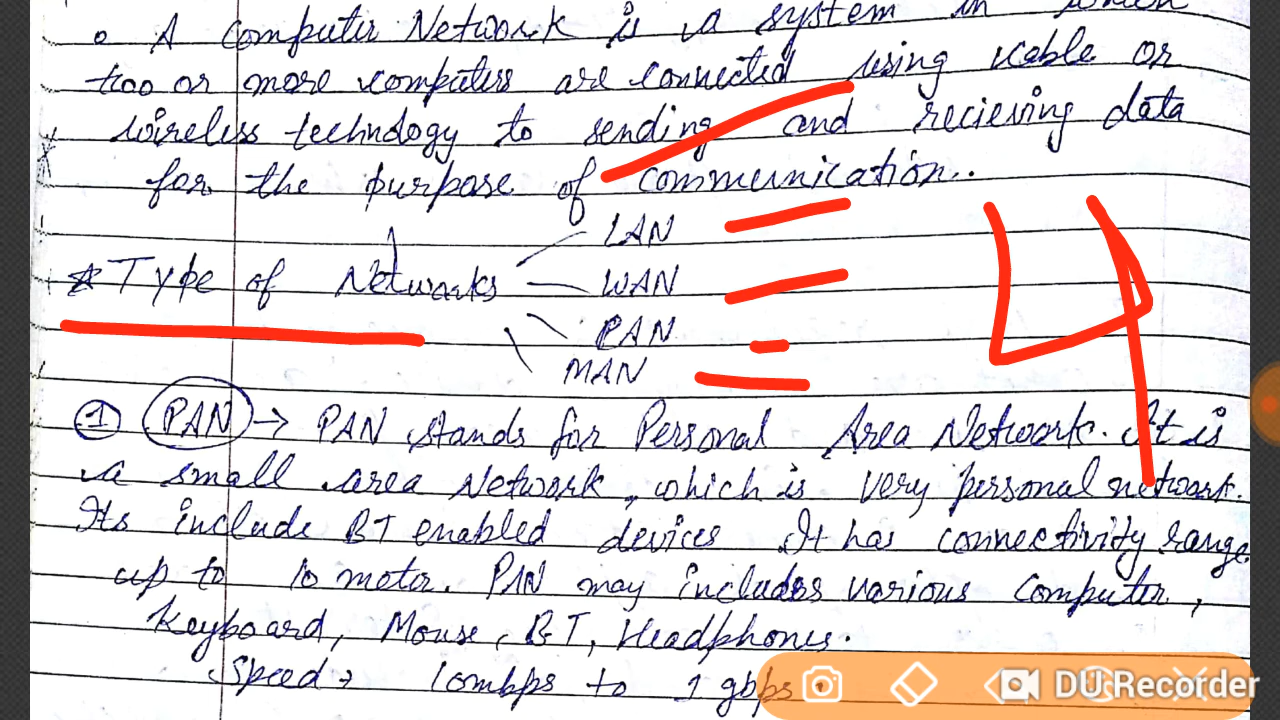 • A Computer Network is a system in which
two or more computers are connected using cable or
wireless technology to sending and recieving data
for the purpose of communication..
LAN
* Type of Networks WAN
PAN
MAN
4
① PAN → PAN stands for Personal Area Network. It is
a small area Network, which is very personal network.
Its include BT enabled devices. It has connectivity range
up to 10 meter. PAN may includes various Computer,
Keyboard, Mouse, BT, Headphones.
Speed → 10mbps to 1 gbps.
DU Recorder